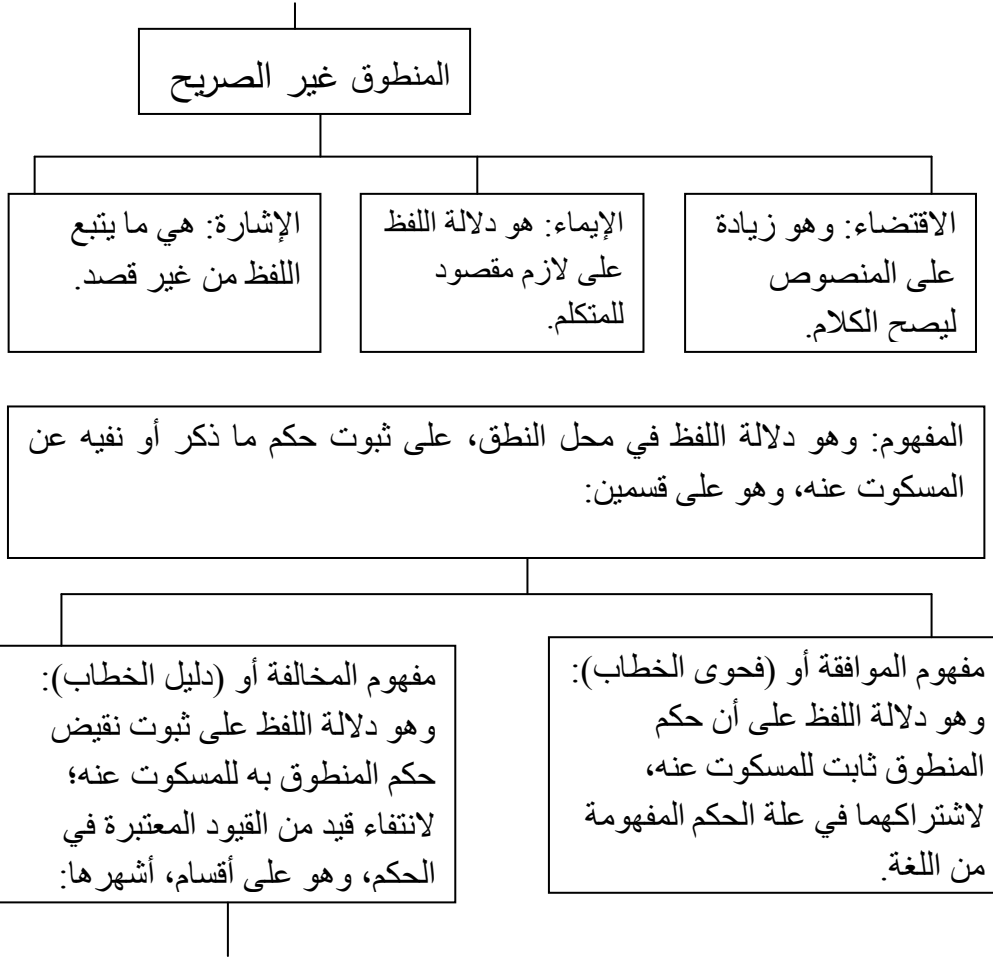 المنطوق غير الصريح
الاقتضاء: وهو زيادة
على المنصوص
ليصح الكلام.
الإيماء: هو دلالة اللفظ
على لازم مقصود
للمتكلم.
الإشارة: هي ما يتبع
اللفظ من غير قصد.
المفهوم: وهو دلالة اللفظ في محل النطق، على ثبوت حكم ما ذكر أو نفيه عن
المسكوت عنه، وهو على قسمين:
مفهوم الموافقة أو (فحوى الخطاب):
وهو دلالة اللفظ على أن حكم
المنطوق ثابت للمسكوت عنه،
لاشتراكهما في علة الحكم المفهومة
من اللغة.
مفهوم المخالفة أو (دليل الخطاب):
وهو دلالة اللفظ على ثبوت نقيض
حكم المنطوق به للمسكوت عنه؛
لانتفاء قيد من القيود المعتبرة في
الحكم، وهو على أقسام، أشهرها: